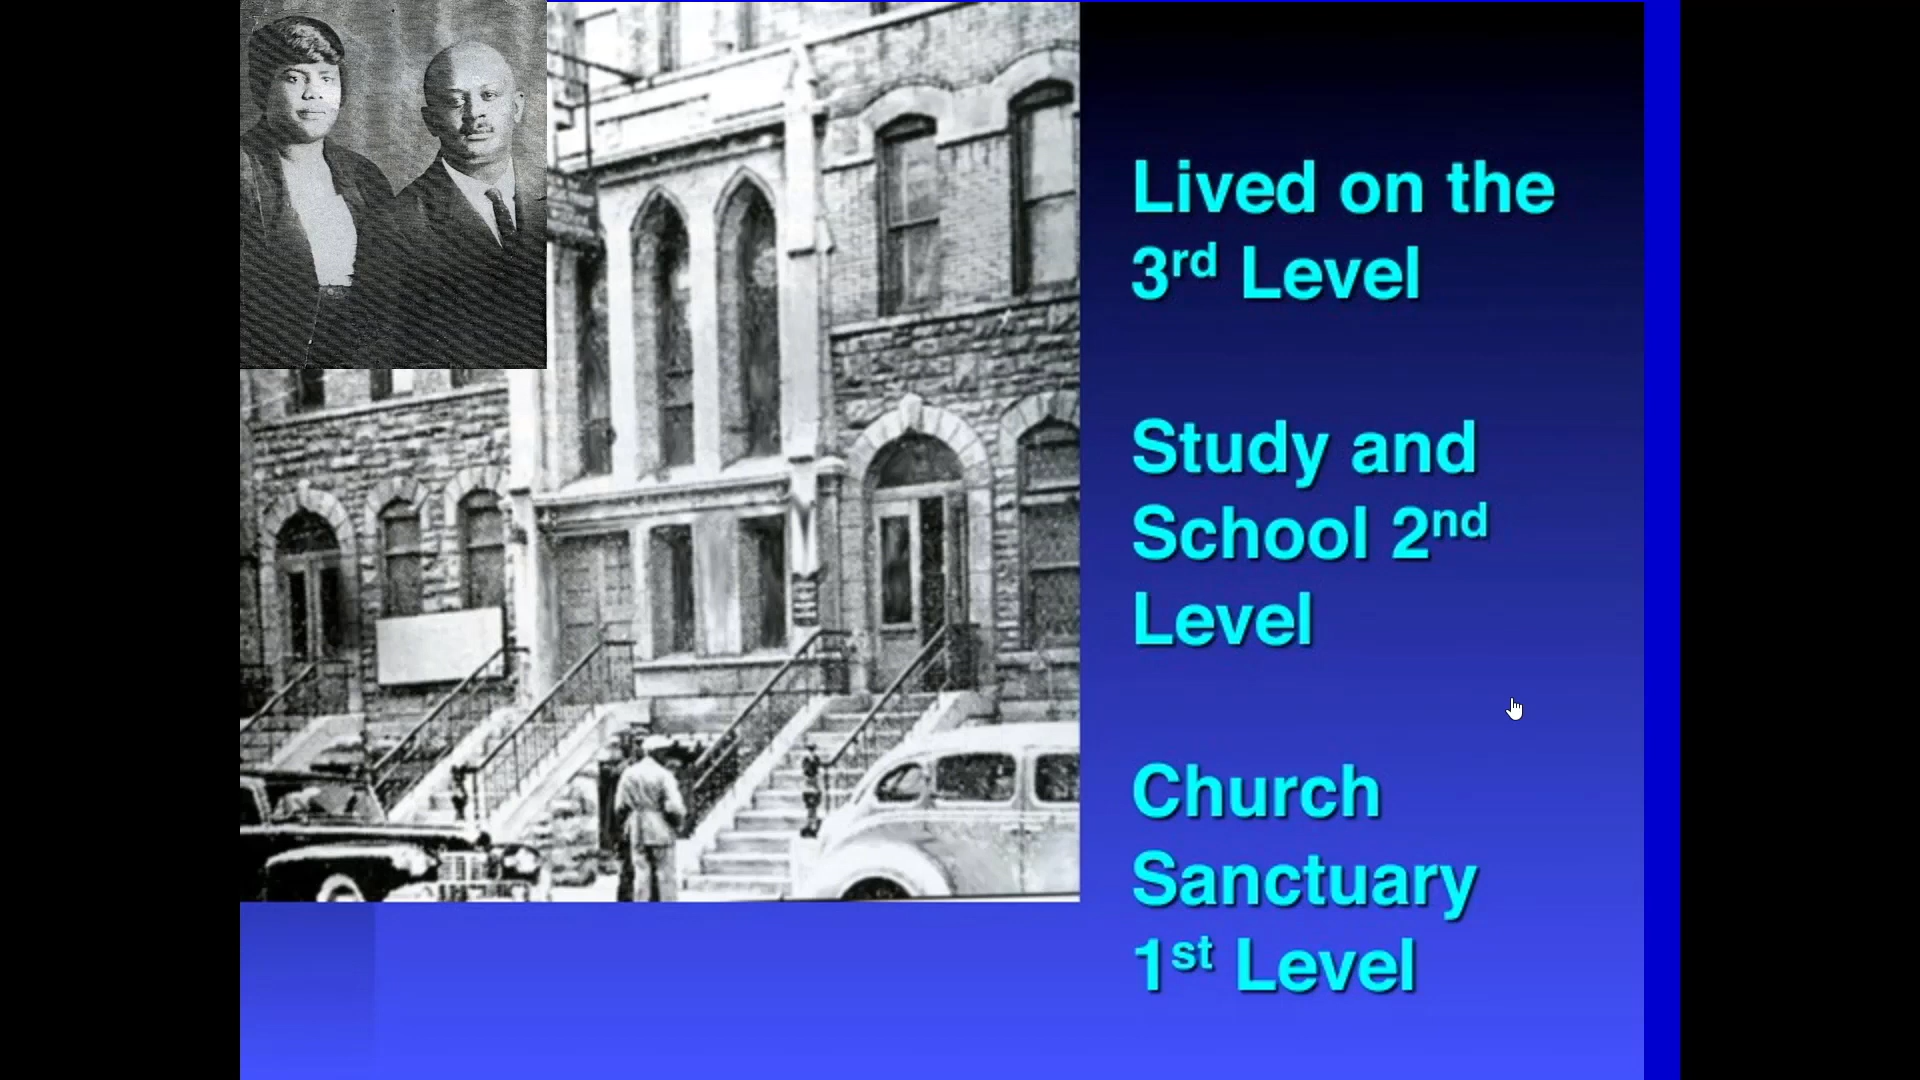 Lived on the
3rd Level
Study and
School 2nd
Level
Church
Sanctuary
1st Level